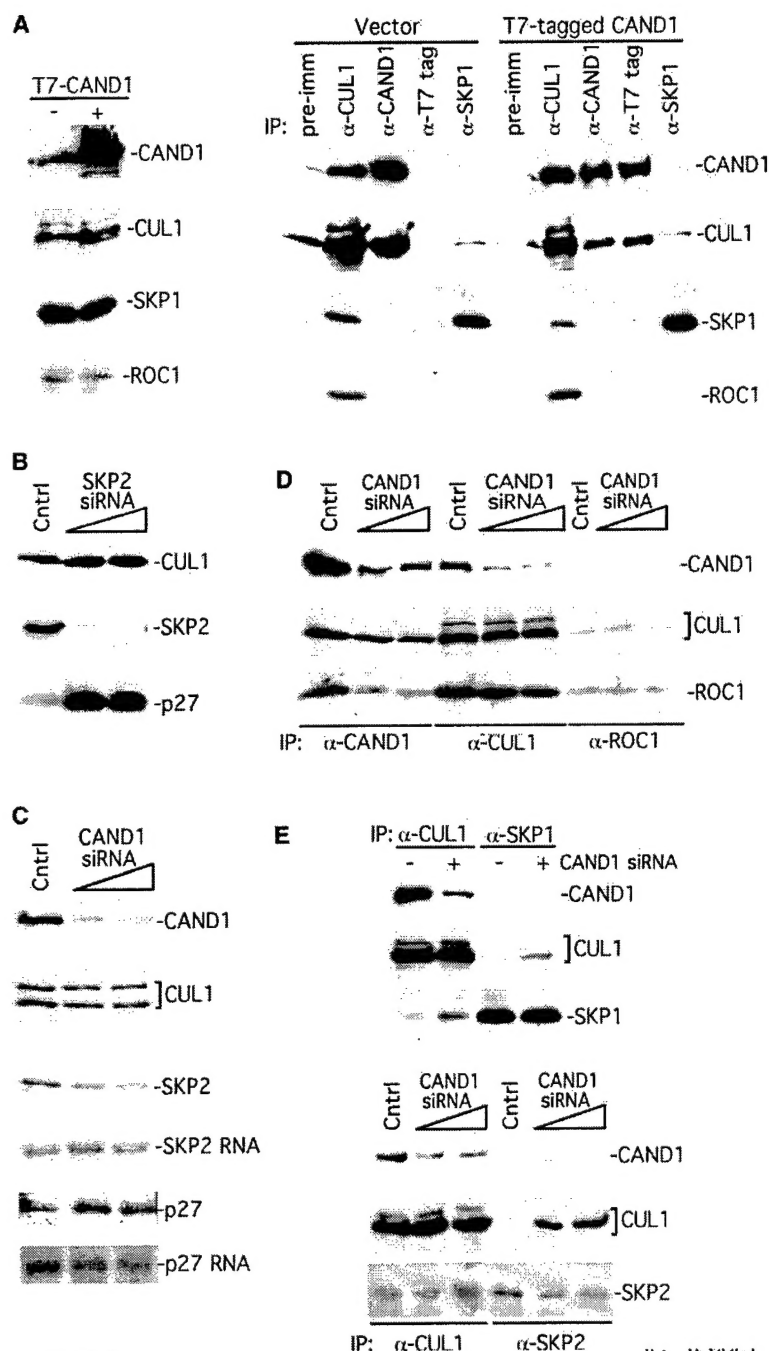 A
T7-CAND1
- +
-CAND1
-CUL1
-SKP1
-ROC1
Vector
T7-tagged CAND1
IP: pre-imm α-CUL1 α-CAND1 α-T7 tag α-SKP1 pre-imm α-CUL1 α-CAND1 α-T7 tag α-SKP1
-CAND1
-CUL1
-SKP1
-ROC1
B
Cntrl
SKP2
siRNA
-CUL1
-SKP2
-p27
D
Cntrl CAND1 siRNA Cntrl CAND1 siRNA Cntrl CAND1 siRNA
-CAND1
]CUL1
-ROC1
IP: α-CAND1 α-CUL1 α-ROC1
C
Cntrl
CAND1
siRNA
-CAND1
]CUL1
-SKP2
-SKP2 RNA
-p27
-p27 RNA
E
IP: α-CUL1 α-SKP1
- + - + CAND1 siRNA
-CAND1
]CUL1
-SKP1
Cntrl CAND1 siRNA Cntrl CAND1 siRNA
-CAND1
]CUL1
-SKP2
IP: α-CUL1 α-SKP2